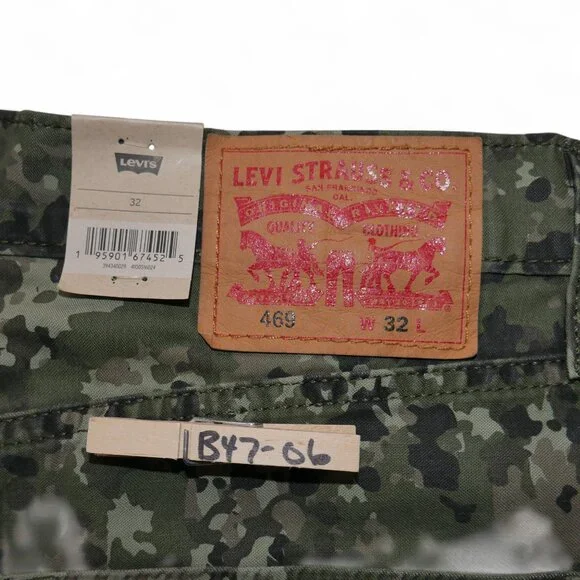 Levi's
32
1 95901 67452 5
LEVI STRAUSS & CO.
SAN FRANCISCO
CAL.
QUALITY CLOTHING
469 W 32 L
B47-06